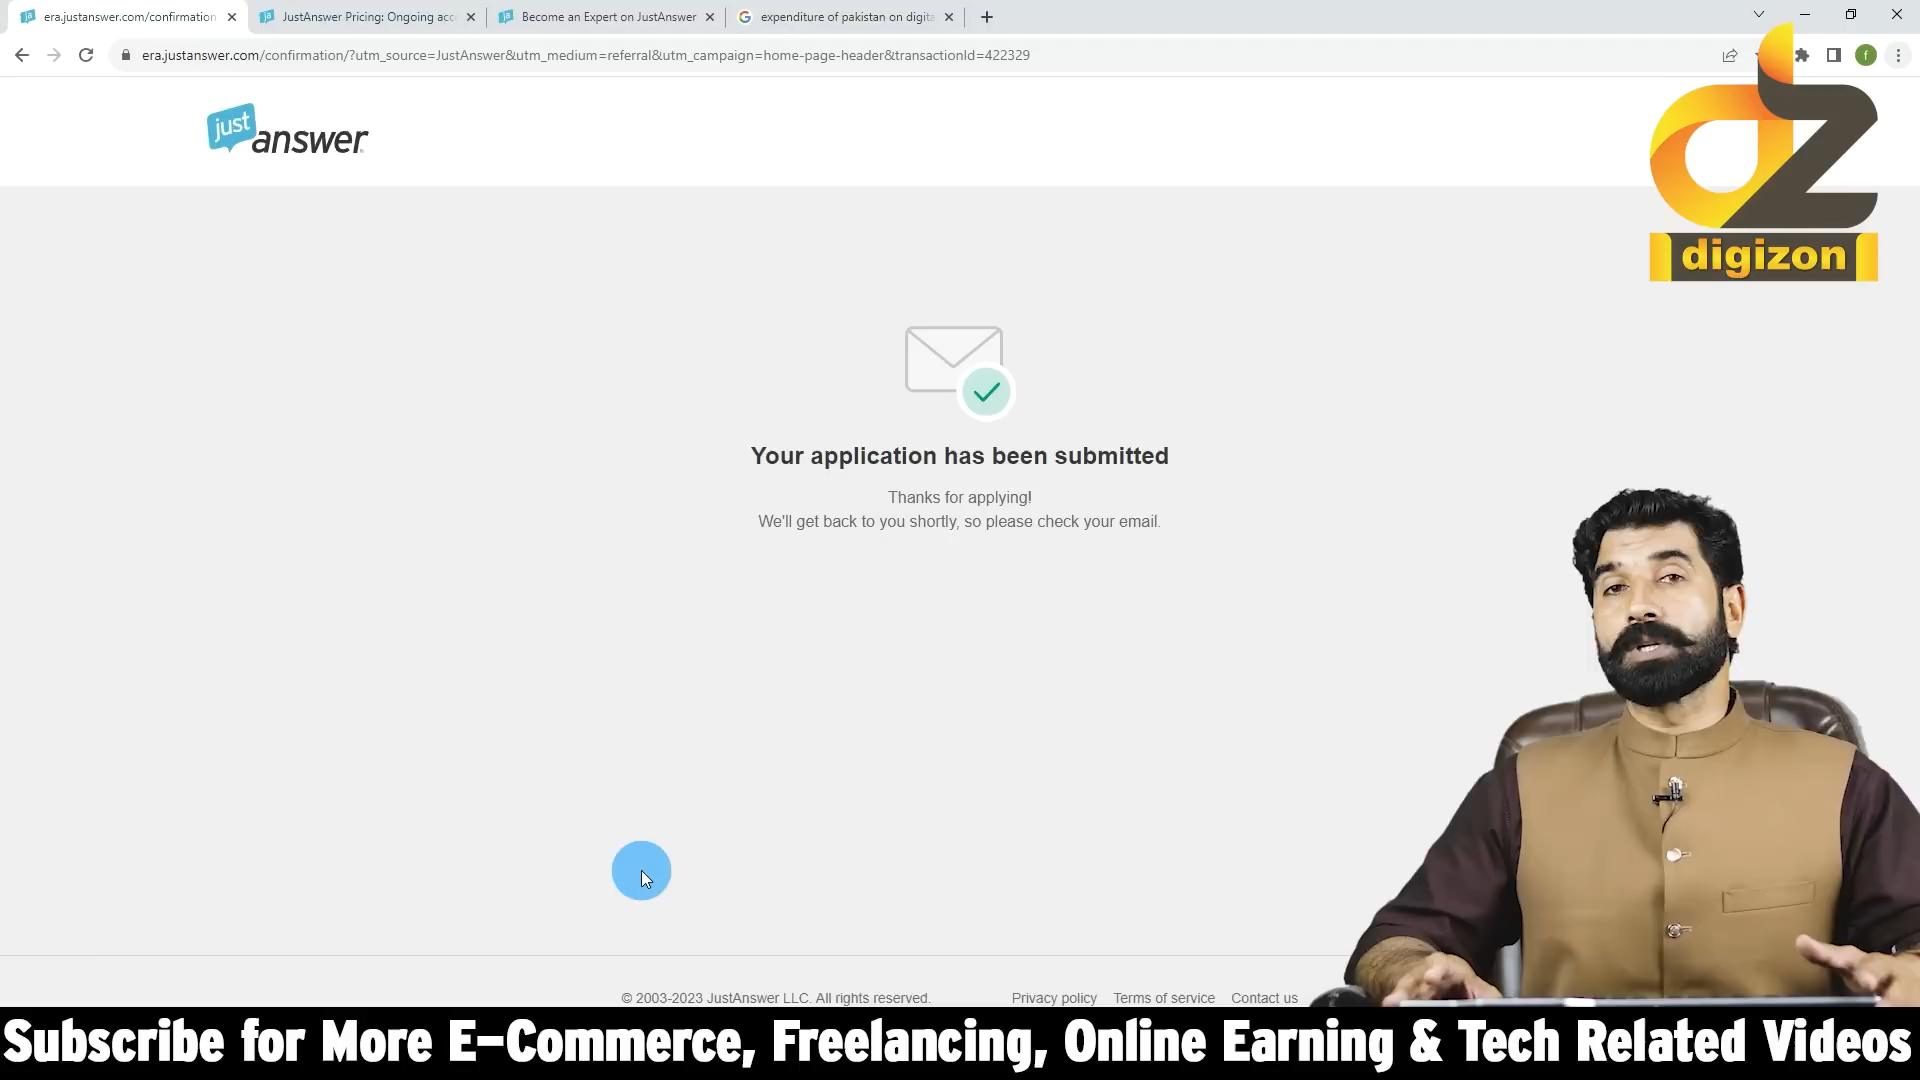 era.justanswer.com/confirmation
JustAnswer Pricing: Ongoing acc
Become an Expert on JustAnswer
expenditure of pakistan on digita
era.justanswer.com/confirmation/?utm_source=JustAnswer&utm_medium=referral&utm_campaign=home-page-header&transactionId=422329
f
just
answer
digizon
Your application has been submitted
Thanks for applying!
We'll get back to you shortly, so please check your email.
© 2003-2023 JustAnswer LLC. All rights reserved. Privacy policy Terms of service Contact us
Subscribe for More E-Commerce, Freelancing, Online Earning & Tech Related Videos